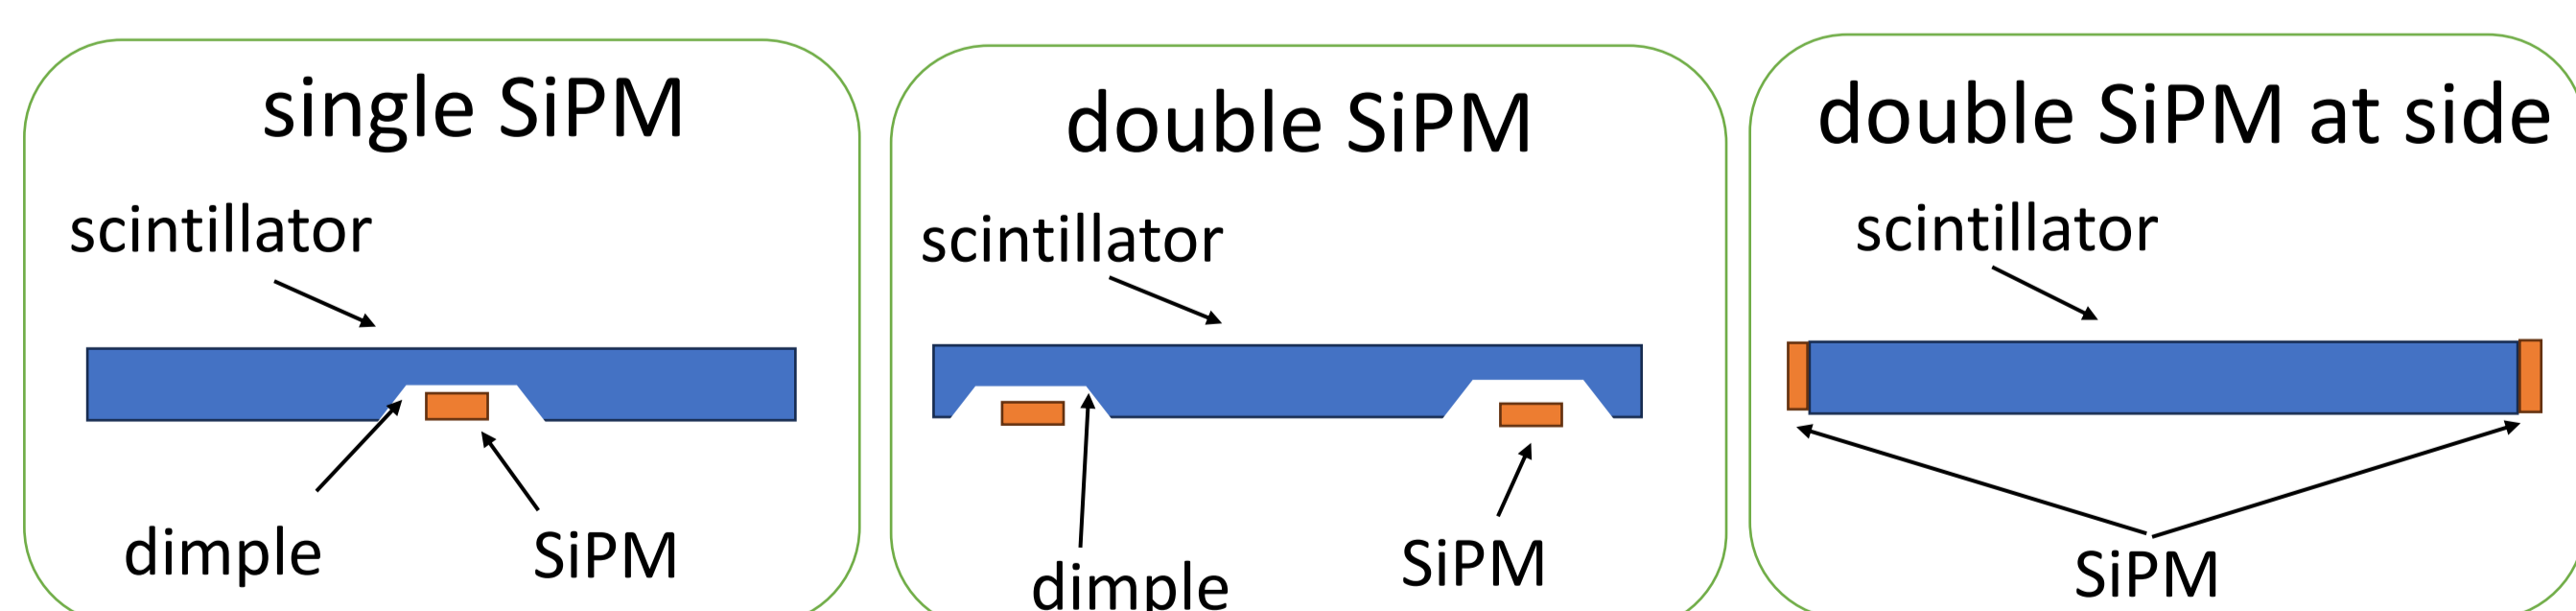 single SiPM
scintillator
dimple
SiPM
double SiPM
scintillator
dimple
SiPM
double SiPM at side
scintillator
SiPM